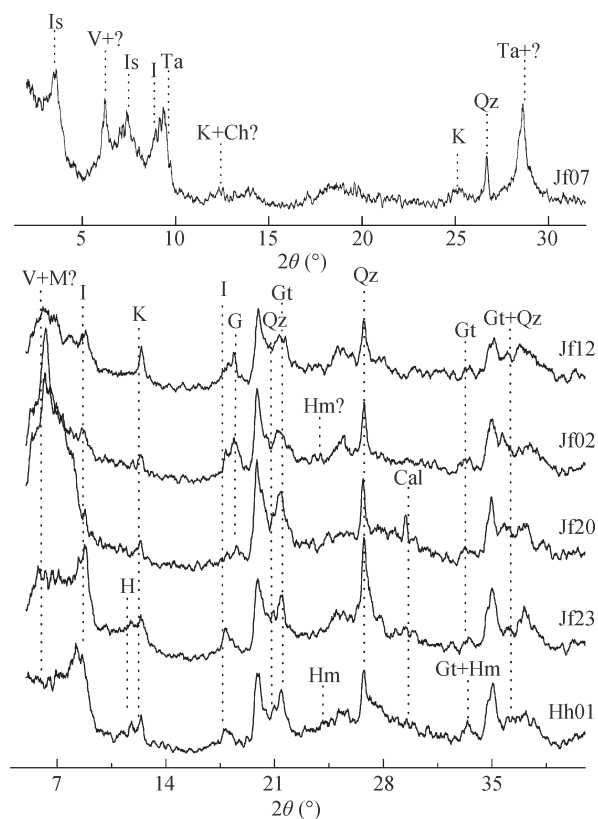 Is
V+?
Is
I
Ta
Ta+?
K+Ch?
K
Qz
Jf07
5
10
15
20
25
30
2θ (°)
V+M?
I
K
I
G
Qz
Gt
Qz
Gt
Gt+Qz
Jf12
Hm?
Jf02
Cal
Jf20
H
Jf23
Hm
Gt+Hm
Hh01
7
14
21
28
35
2θ (°)